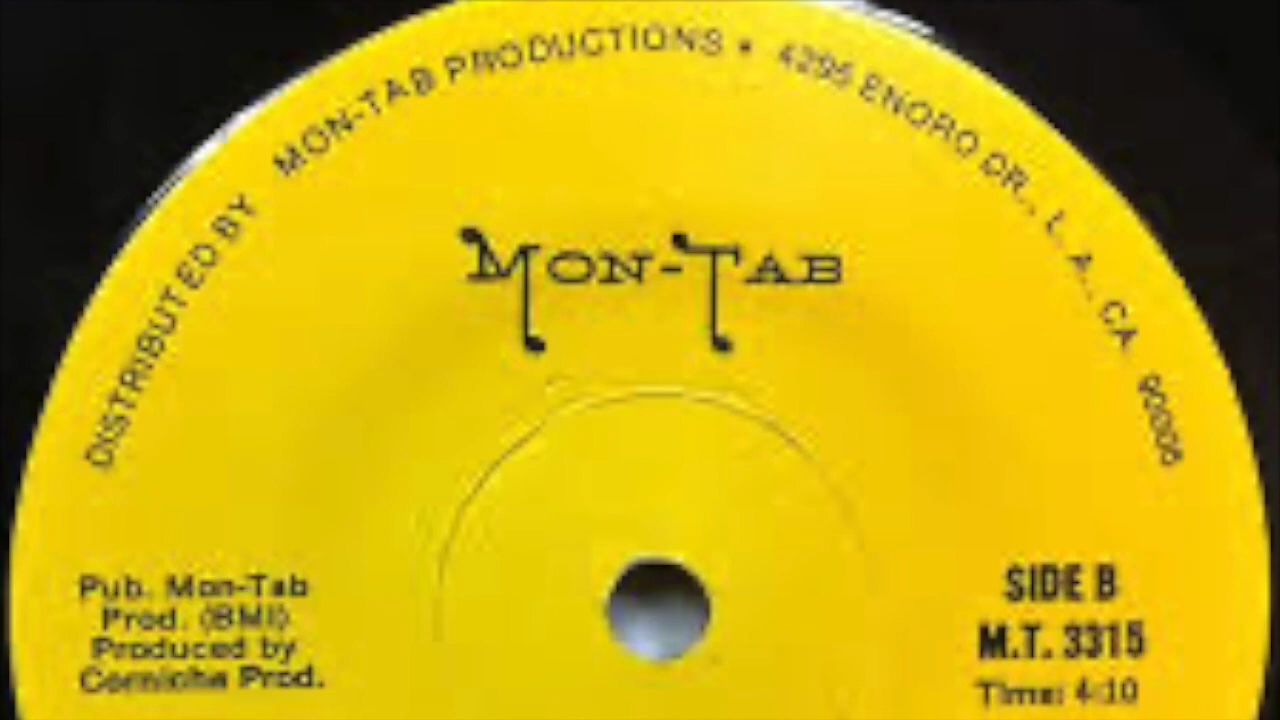 DISTRIBUTED BY MON-TAB PRODUCTIONS • 4295 ENORO DR., L.A., CA. 90008
MON-TAB
Pub. Mon-Tab
Prod. (BMI)
Produced by
Corniche Prod.
SIDE B
M.T. 3315
Time: 4:10